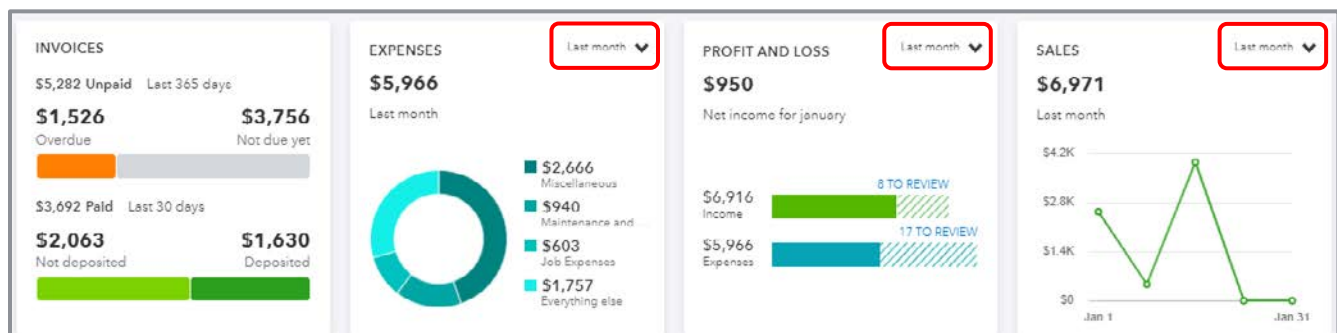 INVOICES
$5,282 Unpaid Last 365 days
$1,526 $3,756
Overdue Not due yet
$3,692 Paid Last 30 days
$2,063 $1,630
Not deposited Deposited
EXPENSES Last month
$5,966
Last month
$2,666
Miscellaneous
$940
Maintenance and
$603
Job Expenses
$1,757
Everything else
PROFIT AND LOSS Last month
$950
Net income for january
8 TO REVIEW
$6,916
Income
17 TO REVIEW
$5,966
Expenses
SALES Last month
$6,971
Last month
$4.2K
$2.8K
$1.4K
$0
Jan 1 Jan 31